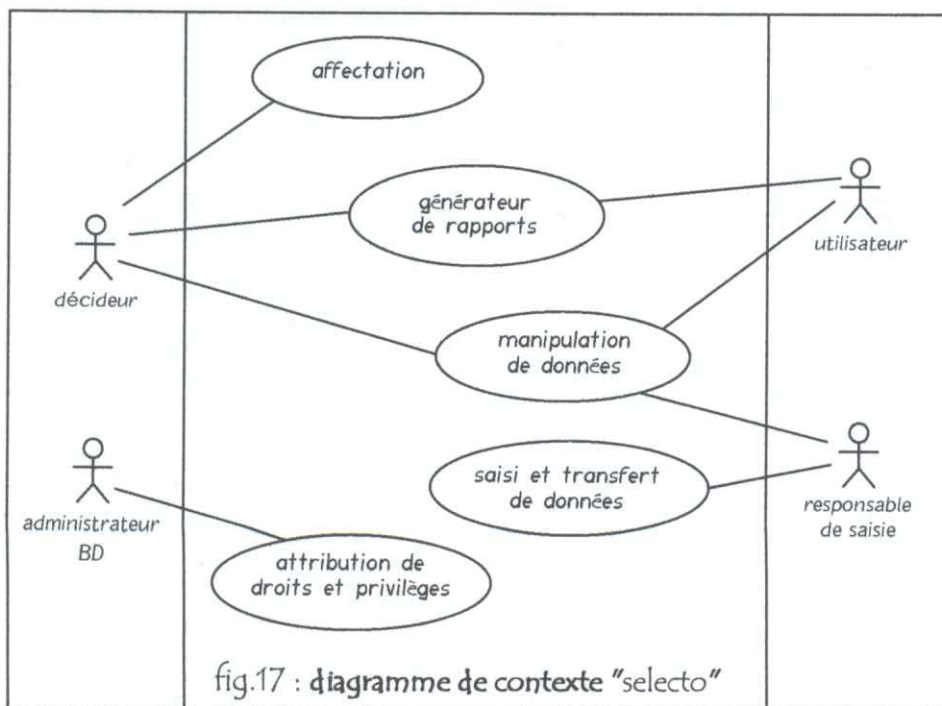 affectation
générateur
de rapports
utilisateur
décideur
manipulation
de données
saisi et transfert
de données
responsable
de saisie
administrateur
BD
attribution de
droits et privilèges
fig.17 : diagramme de contexte "selecto"